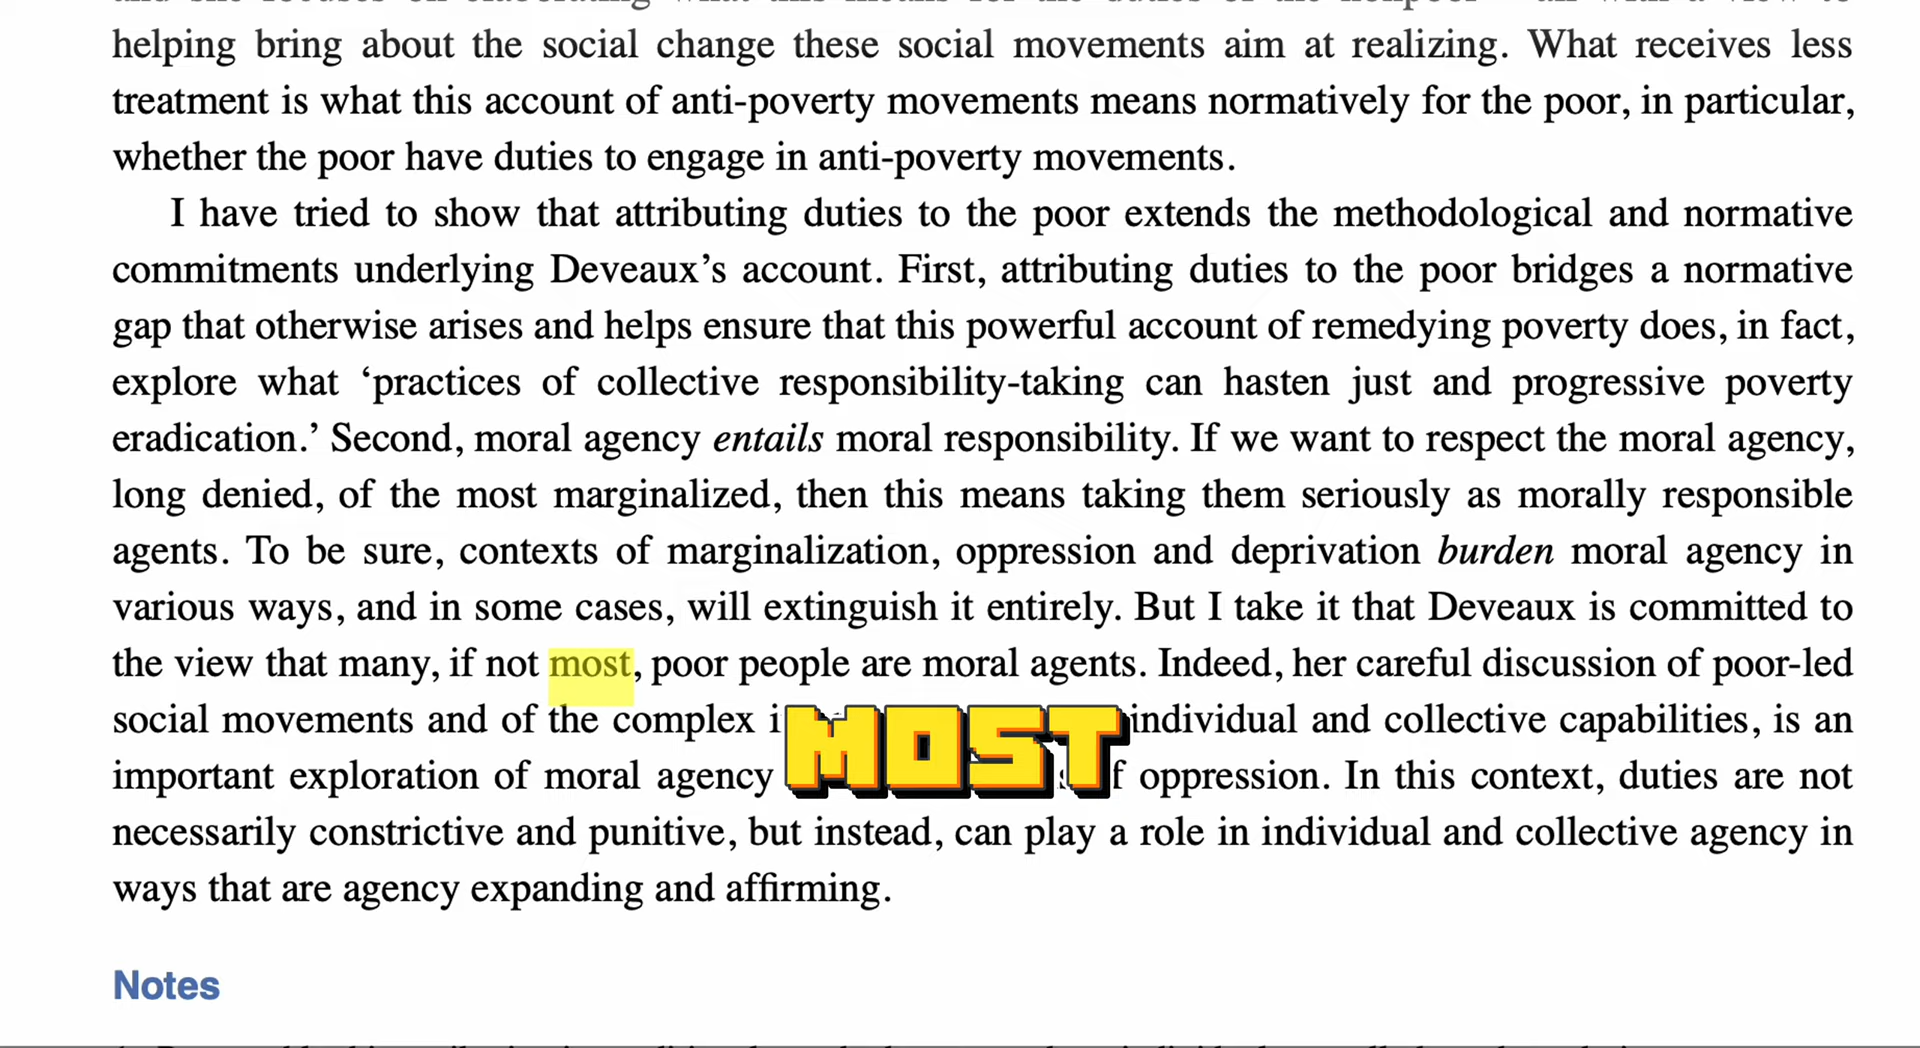 helping bring about the social change these social movements aim at realizing. What receives less
treatment is what this account of anti-poverty movements means normatively for the poor, in particular,
whether the poor have duties to engage in anti-poverty movements.
I have tried to show that attributing duties to the poor extends the methodological and normative
commitments underlying Deveaux’s account. First, attributing duties to the poor bridges a normative
gap that otherwise arises and helps ensure that this powerful account of remedying poverty does, in fact,
explore what ‘practices of collective responsibility-taking can hasten just and progressive poverty
eradication.’ Second, moral agency entails moral responsibility. If we want to respect the moral agency,
long denied, of the most marginalized, then this means taking them seriously as morally responsible
agents. To be sure, contexts of marginalization, oppression and deprivation burden moral agency in
various ways, and in some cases, will extinguish it entirely. But I take it that Deveaux is committed to
the view that many, if not most, poor people are moral agents. Indeed, her careful discussion of poor-led
social movements and of the complex individual and collective capabilities, is an
MOST
important exploration of moral agency oppression. In this context, duties are not
necessarily constrictive and punitive, but instead, can play a role in individual and collective agency in
ways that are agency expanding and affirming.
Notes